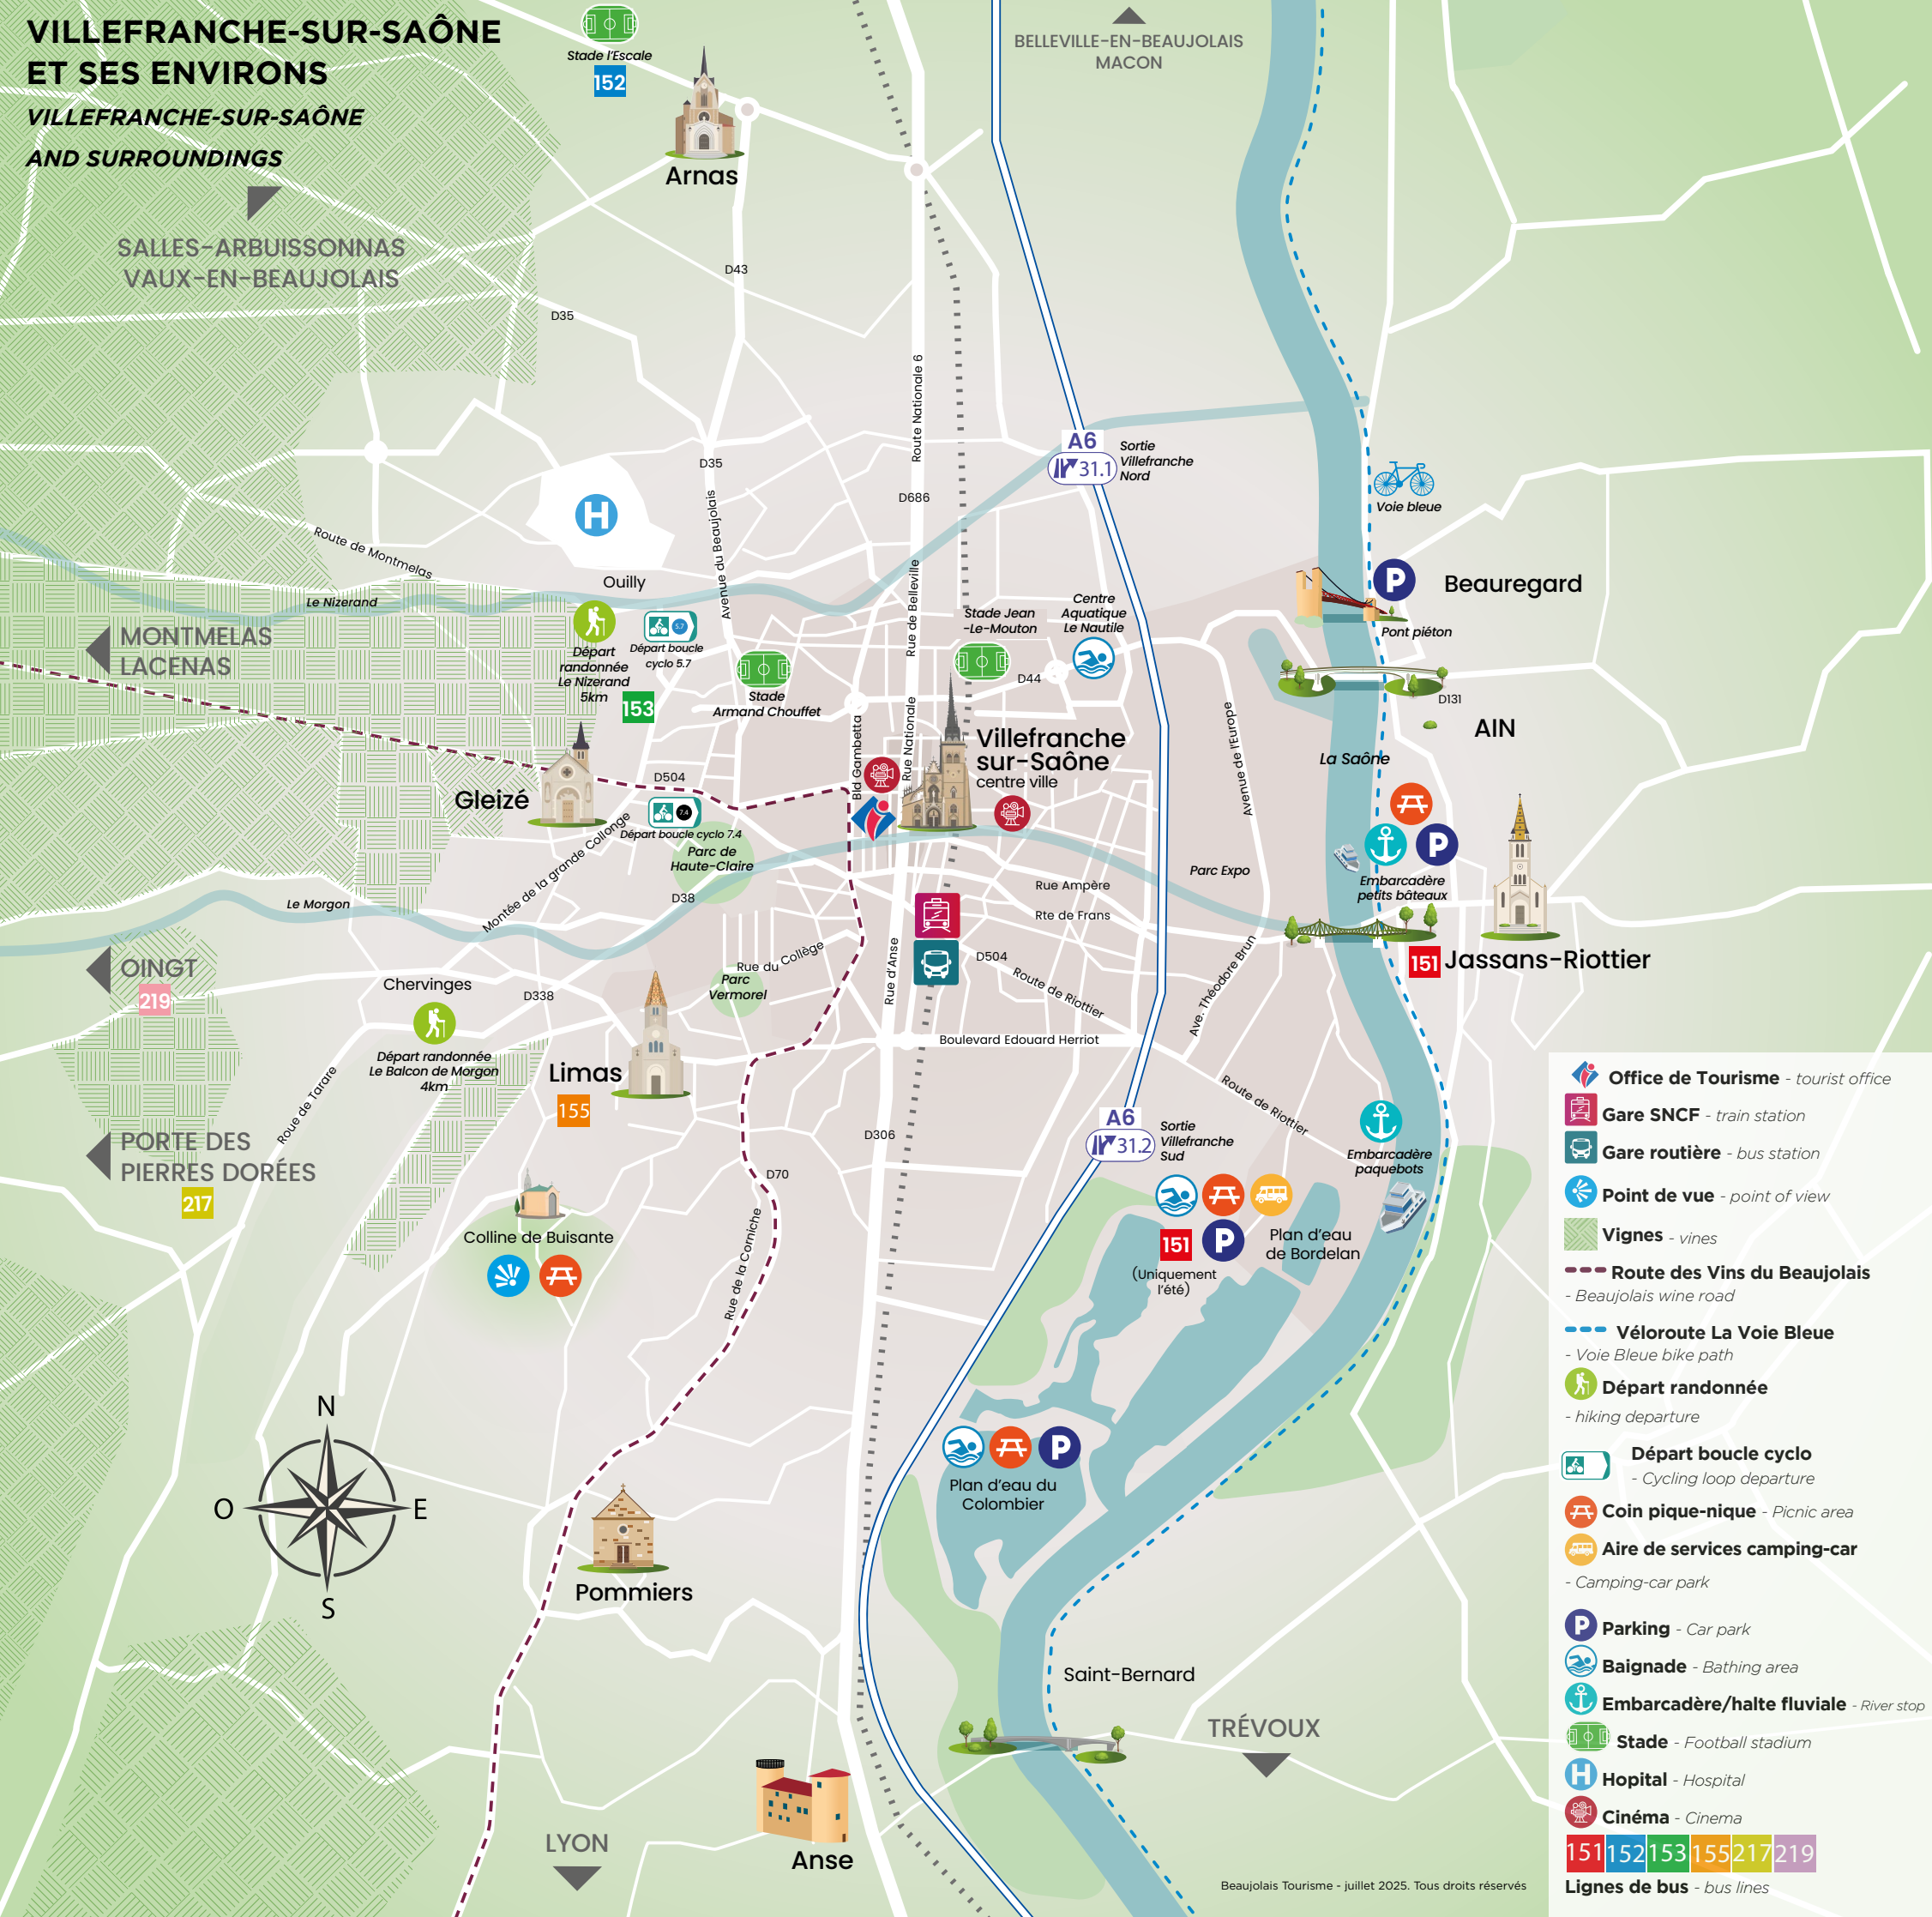 VILLEFRANCHE-SUR-SAÔNE
ET SES ENVIRONS
VILLEFRANCHE-SUR-SAÔNE
AND SURROUNDINGS
Stade l'Escale
152
Arnas
BELLEVILLE-EN-BEAUJOLAIS
MACON
SALLES-ARBUISSONNAS
VAUX-EN-BEAUJOLAIS
D43
D35
Route Nationale 6
D35
D686
A6
31.1
Sortie
Villefranche
Nord
Voie bleue
H
Ouilly
Route de Montmelas
Le Nizerand
Avenue du Beaujolais
Rue de Belleville
MONTMELAS
LACENAS
Départ
randonnée
Le Nizerand
5km
153
5.7
Départ boucle
cyclo 5.7
Stade
Armand Chouffet
Stade Jean
-Le-Mouton
Centre
Aquatique
Le Nautile
D44
P
Beauregard
Pont piéton
D131
AIN
La Saône
Avenue de l'Europe
Bld Gambetta
Rue Nationale
Villefranche
sur-Saône
centre ville
Gleizé
D504
7.4
Départ boucle cyclo 7.4
Parc de
Haute-Claire
Montée de la grande Collonge
D38
Le Morgon
Rue Ampère
Rte de Frans
Parc Expo
P
Embarcadère
petits bâteaux
151
Jassans-Riottier
OINGT
219
Chervinges
Départ randonnée
Le Balcon de Morgon
4km
D338
Rue du Collège
Parc
Vermorel
Rue d'Anse
D504
Route de Riottier
Ave. Théodore Brun
Boulevard Edouard Herriot
Limas
155
Roue de Tarare
PORTE DES
PIERRES DORÉES
217
D306
A6
31.2
Sortie
Villefranche
Sud
Route de Riottier
Embarcadère
paquebots
D70
Rue de la Corniche
Colline de Buisante
151
P
(Uniquement
l'été)
Plan d'eau
de Bordelan
N
O
E
S
P
Plan d'eau du
Colombier
Pommiers
Saint-Bernard
TRÉVOUX
LYON
Anse
Beaujolais Tourisme - juillet 2025. Tous droits réservés
Office de Tourisme - tourist office
Gare SNCF - train station
Gare routière - bus station
Point de vue - point of view
Vignes - vines
Route des Vins du Beaujolais
- Beaujolais wine road
Véloroute La Voie Bleue
- Voie Bleue bike path
Départ randonnée
- hiking departure
Départ boucle cyclo
- Cycling loop departure
Coin pique-nique - Picnic area
Aire de services camping-car
- Camping-car park
P Parking - Car park
Baignade - Bathing area
Embarcadère/halte fluviale - River stop
Stade - Football stadium
H Hopital - Hospital
Cinéma - Cinema
151 152 153 155 217 219
Lignes de bus - bus lines